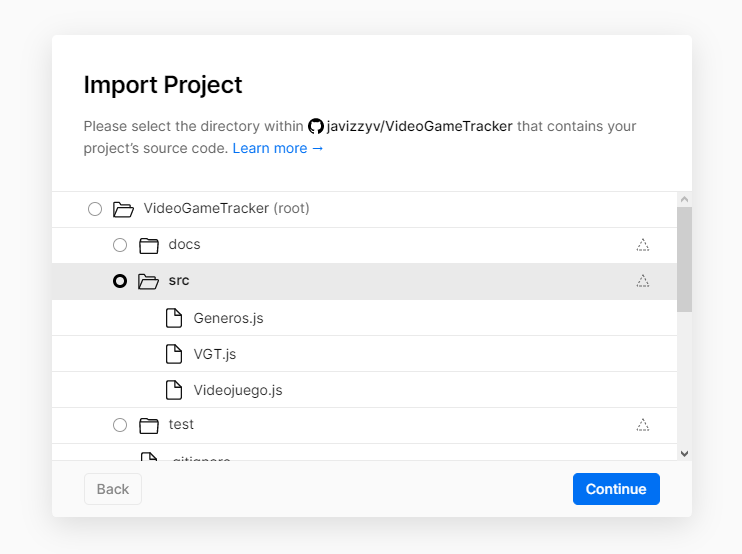 Import Project
Please select the directory within javizzyv/VideoGameTracker that contains your
project's source code. Learn more →
VideoGameTracker (root)
docs
src
Generos.js
VGT.js
Videojuego.js
test
.gitignore
Back
Continue